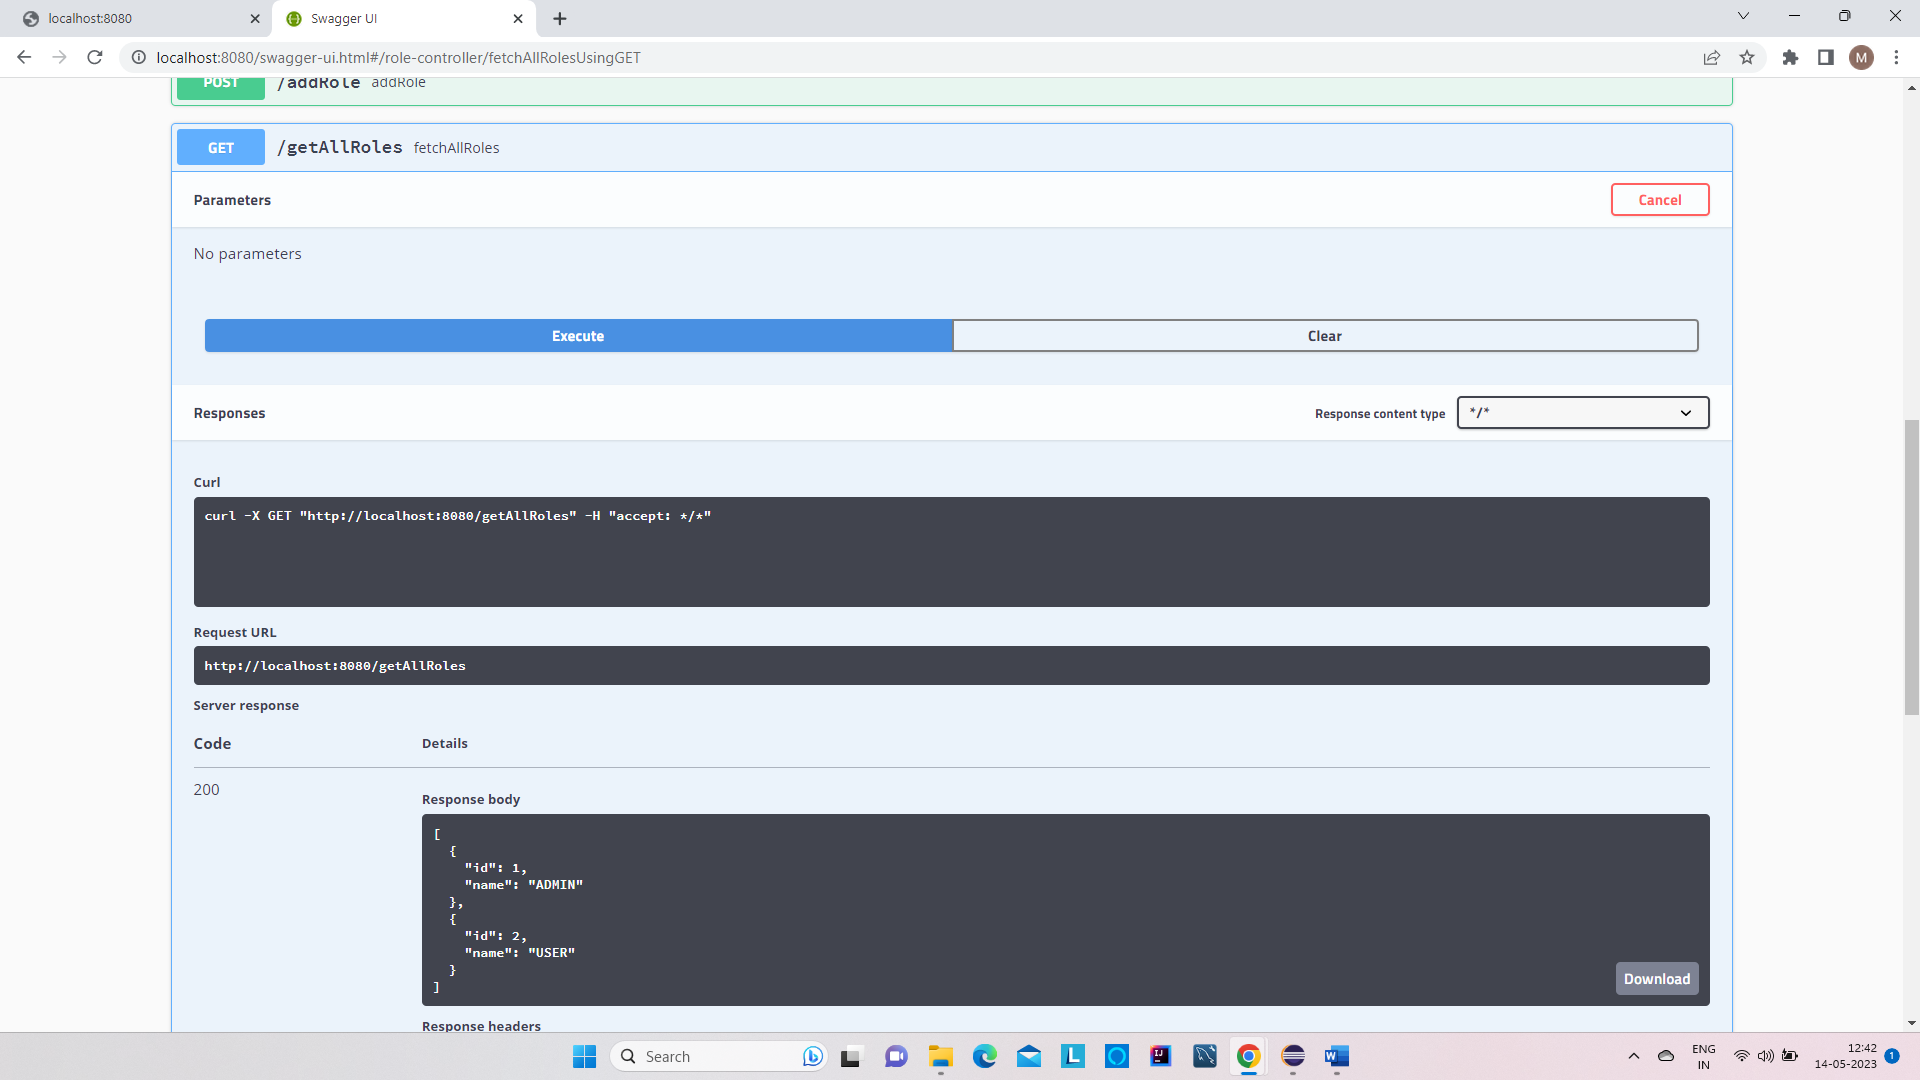 localhost:8080
Swagger UI
localhost:8080/swagger-ui.html#/role-controller/fetchAllRolesUsingGET
M
POST /addRole addRole
GET /getAllRoles fetchAllRoles
Parameters
Cancel
No parameters
Execute
Clear
Responses
Response content type */*
Curl
curl -X GET "http://localhost:8080/getAllRoles" -H "accept: */*"
Request URL
http://localhost:8080/getAllRoles
Server response
Code Details
200
Response body
[
{
"id": 1,
"name": "ADMIN"
},
{
"id": 2,
"name": "USER"
}
]
Download
Response headers
Search
L
IJ
W
ENG
IN
12:42
14-05-2023
1